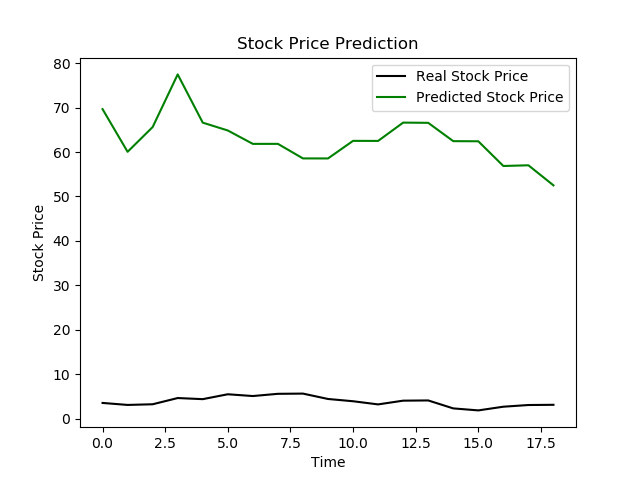 Stock Price Prediction
Real Stock Price
Predicted Stock Price
80
70
60
50
40
30
20
10
0
Stock Price
0.0 2.5 5.0 7.5 10.0 12.5 15.0 17.5
Time